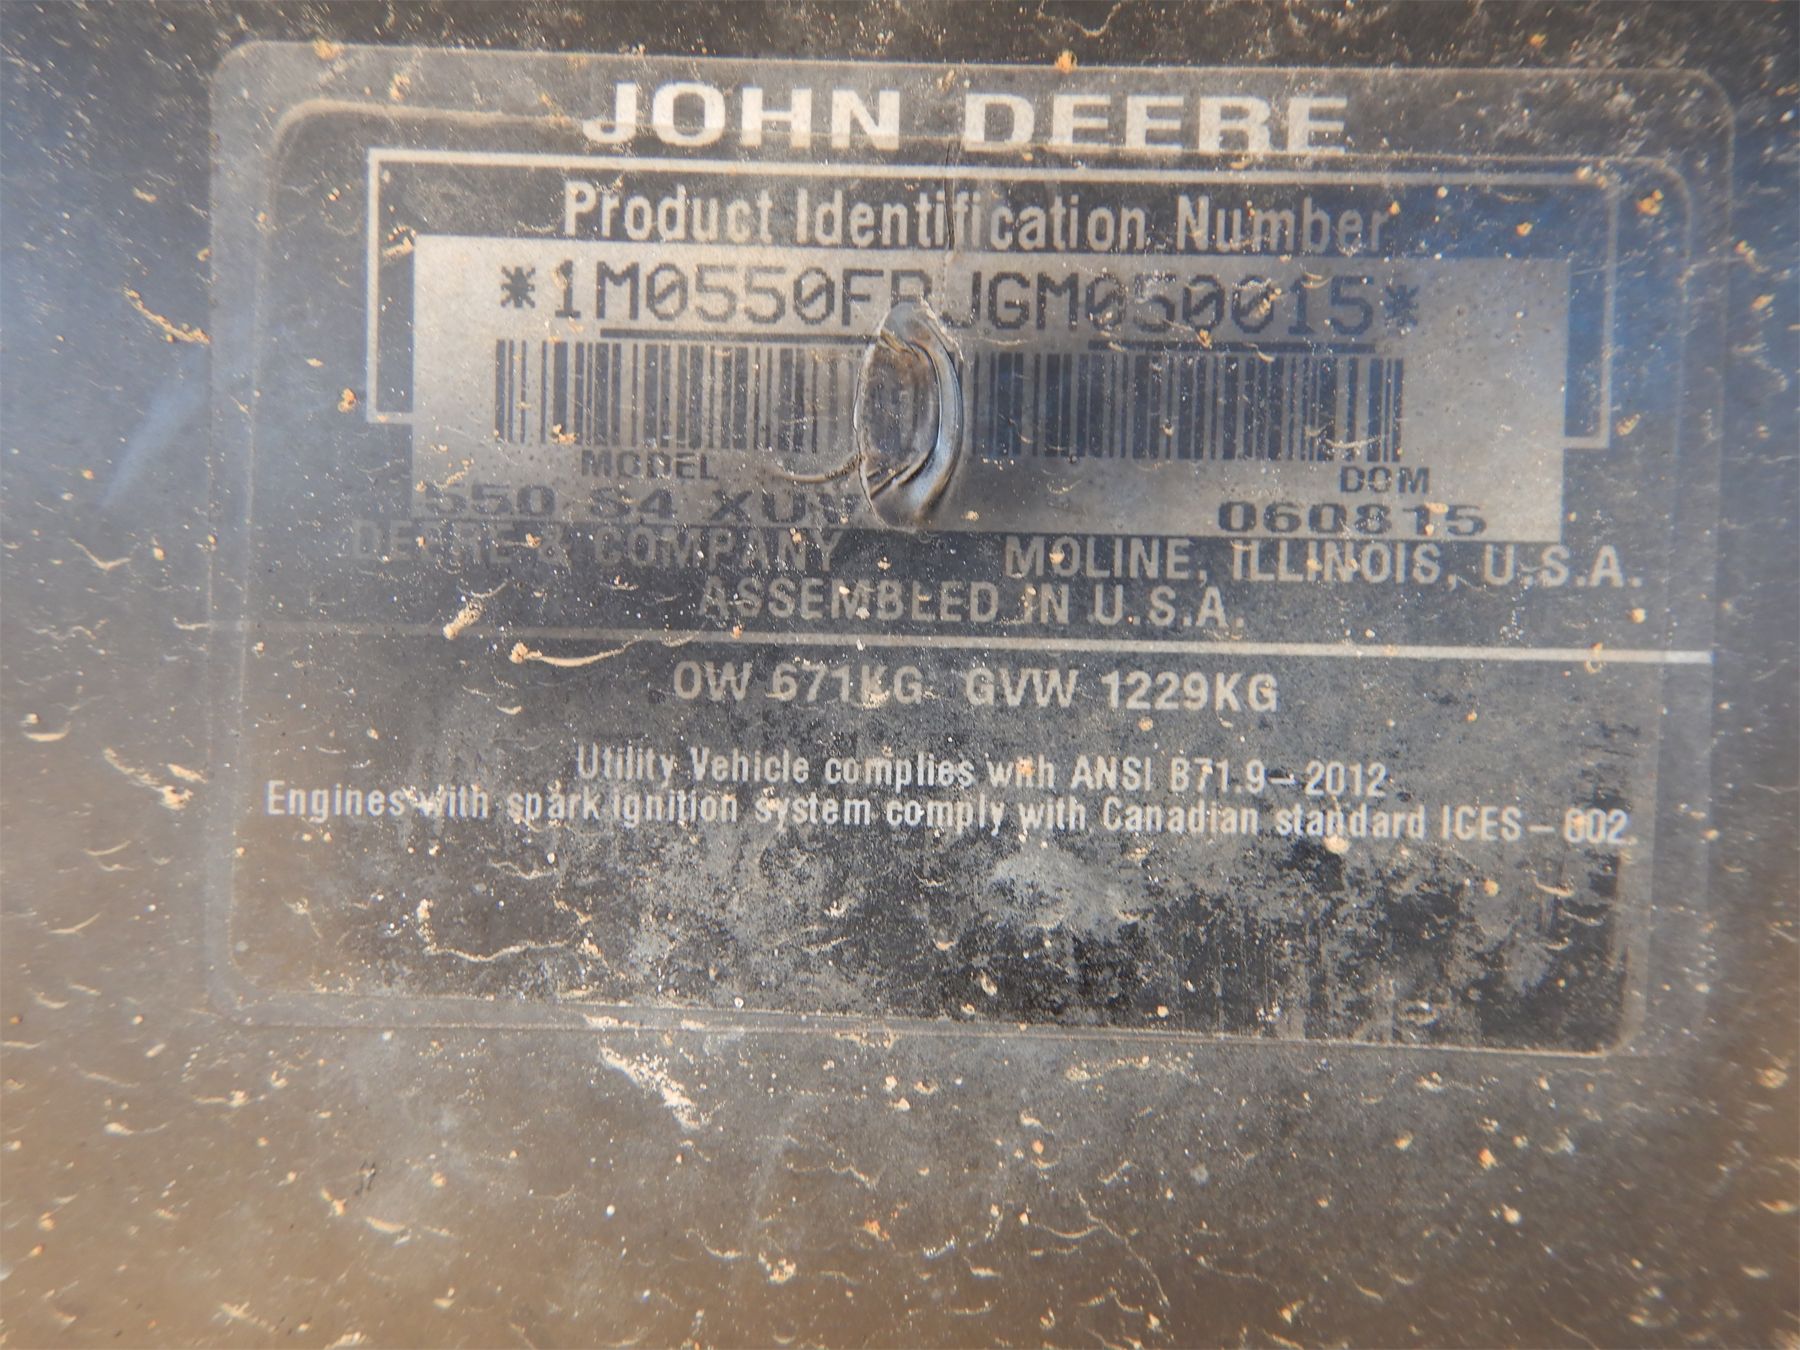 JOHN DEERE
Product Identification Number
MODEL DOM
550 S4 XUV 060815
DEERE & COMPANY MOLINE, ILLINOIS, U.S.A.
ASSEMBLED IN U.S.A.
OW 671KG GVW 1229KG
Utility Vehicle complies with ANSI B71.9-2012
Engines with spark ignition system comply with Canadian standard ICES-002.